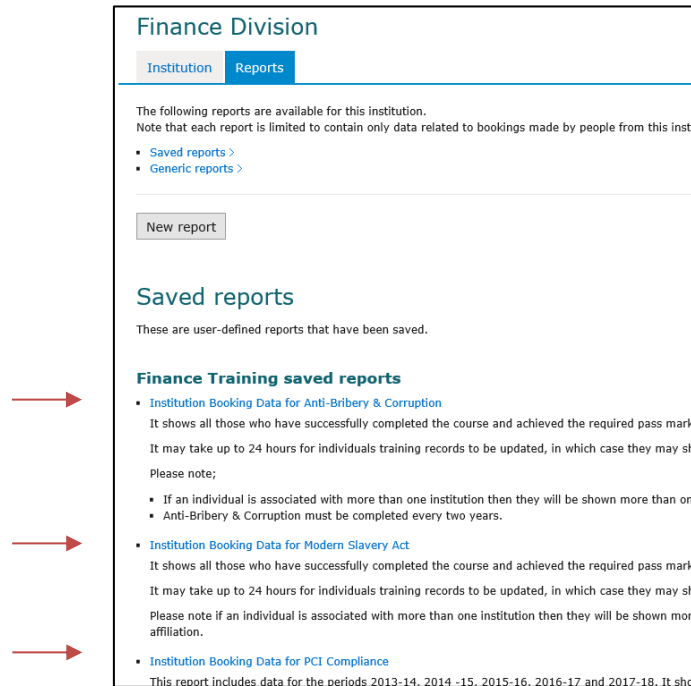 Finance Division
Institution Reports
The following reports are available for this institution.
Note that each report is limited to contain only data related to bookings made by people from this inst
Saved reports >
Generic reports >
New report
Saved reports
These are user-defined reports that have been saved.
Finance Training saved reports
Institution Booking Data for Anti-Bribery & Corruption
It shows all those who have successfully completed the course and achieved the required pass mark
It may take up to 24 hours for individuals training records to be updated, in which case they may sh
Please note;
If an individual is associated with more than one institution then they will be shown more than on
Anti-Bribery & Corruption must be completed every two years.
Institution Booking Data for Modern Slavery Act
It shows all those who have successfully completed the course and achieved the required pass mark
It may take up to 24 hours for individuals training records to be updated, in which case they may sh
Please note if an individual is associated with more than one institution then they will be shown mor
affiliation.
Institution Booking Data for PCI Compliance
This report includes data for the periods 2013-14, 2014 -15, 2015-16, 2016-17 and 2017-18. It sho